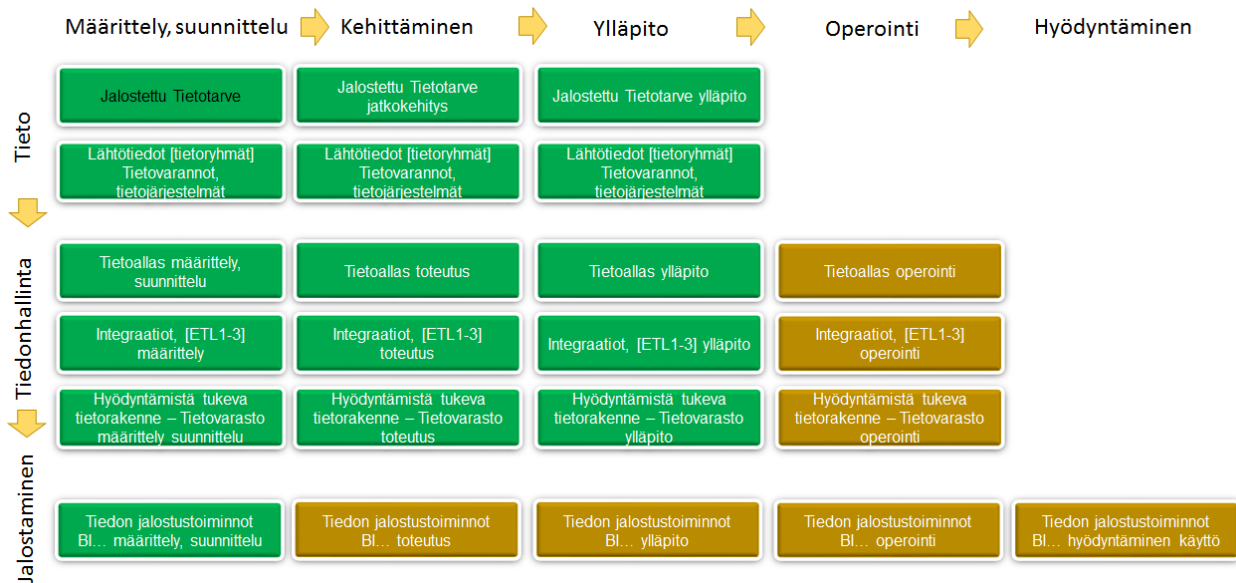 Määrittely, suunnittelu
Kehittäminen
Ylläpito
Operointi
Hyödyntäminen
Tieto
Jalostettu Tietotarve
Jalostettu Tietotarve
jatkokehitys
Jalostettu Tietotarve ylläpito
Lähtötiedot [tietoryhmät]
Tietovarannot,
tietojärjestelmät
Lähtötiedot [tietoryhmät]
Tietovarannot,
tietojärjestelmät
Lähtötiedot [tietoryhmät]
Tietovarannot,
tietojärjestelmät
Tiedonhallinta
Tietoallas määrittely,
suunnittelu
Tietoallas toteutus
Tietoallas ylläpito
Tietoallas operointi
Integraatiot, [ETL1-3]
määrittely
Integraatiot, [ETL1-3]
toteutus
Integraatiot, [ETL1-3] ylläpito
Integraatiot, [ETL1-3]
operointi
Hyödyntämistä tukeva
tietorakenne – Tietovarasto
määrittely suunnittelu
Hyödyntämistä tukeva
tietorakenne – Tietovarasto
toteutus
Hyödyntämistä tukeva
tietorakenne – Tietovarasto
ylläpito
Hyödyntämistä tukeva
tietorakenne – Tietovarasto
operointi
Jalostaminen
Tiedon jalostustoiminnot
BI… määrittely, suunnittelu
Tiedon jalostustoiminnot
BI… toteutus
Tiedon jalostustoiminnot
BI… ylläpito
Tiedon jalostustoiminnot
BI… operointi
Tiedon jalostustoiminnot
BI… hyödyntäminen käyttö